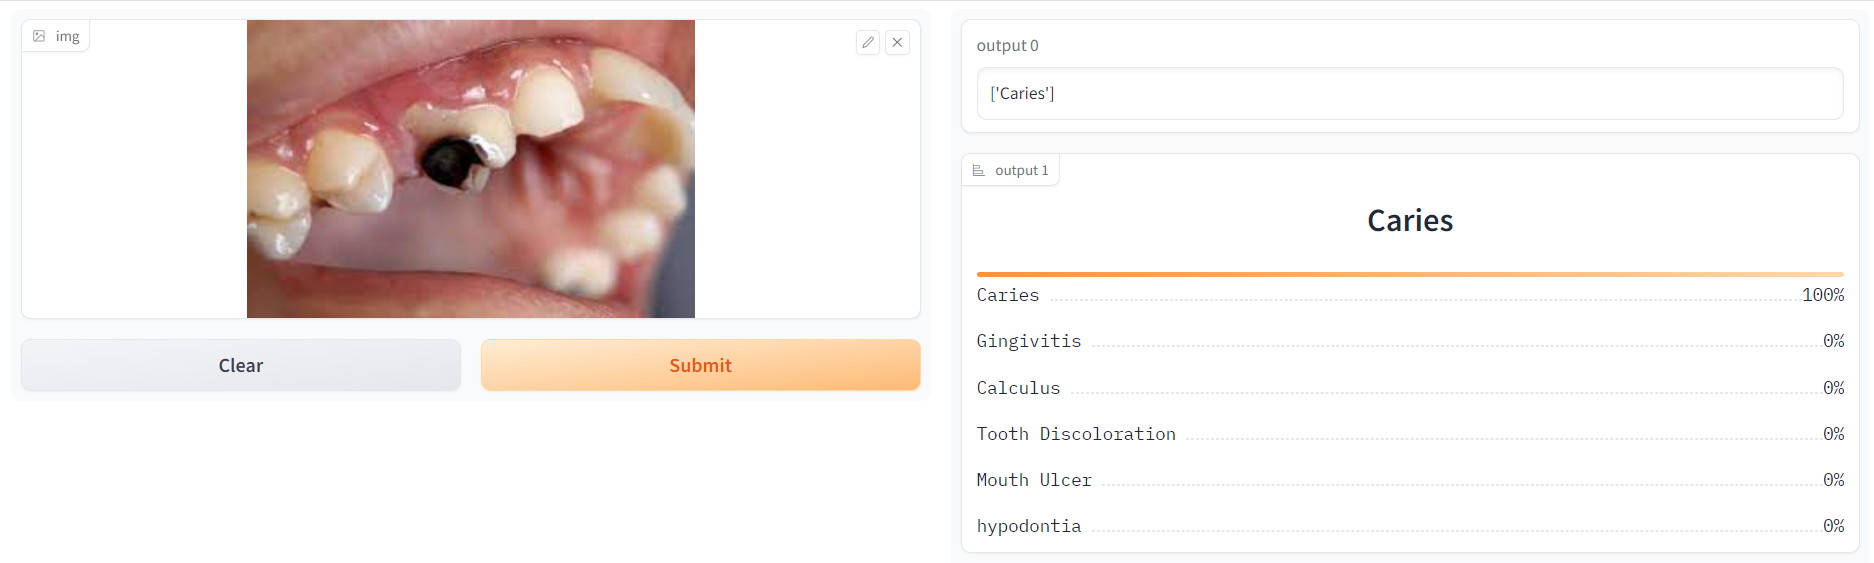 img
Clear
Submit
output 0
['Caries']
output 1
Caries
Caries 100%
Gingivitis 0%
Calculus 0%
Tooth Discoloration 0%
Mouth Ulcer 0%
hypodontia 0%